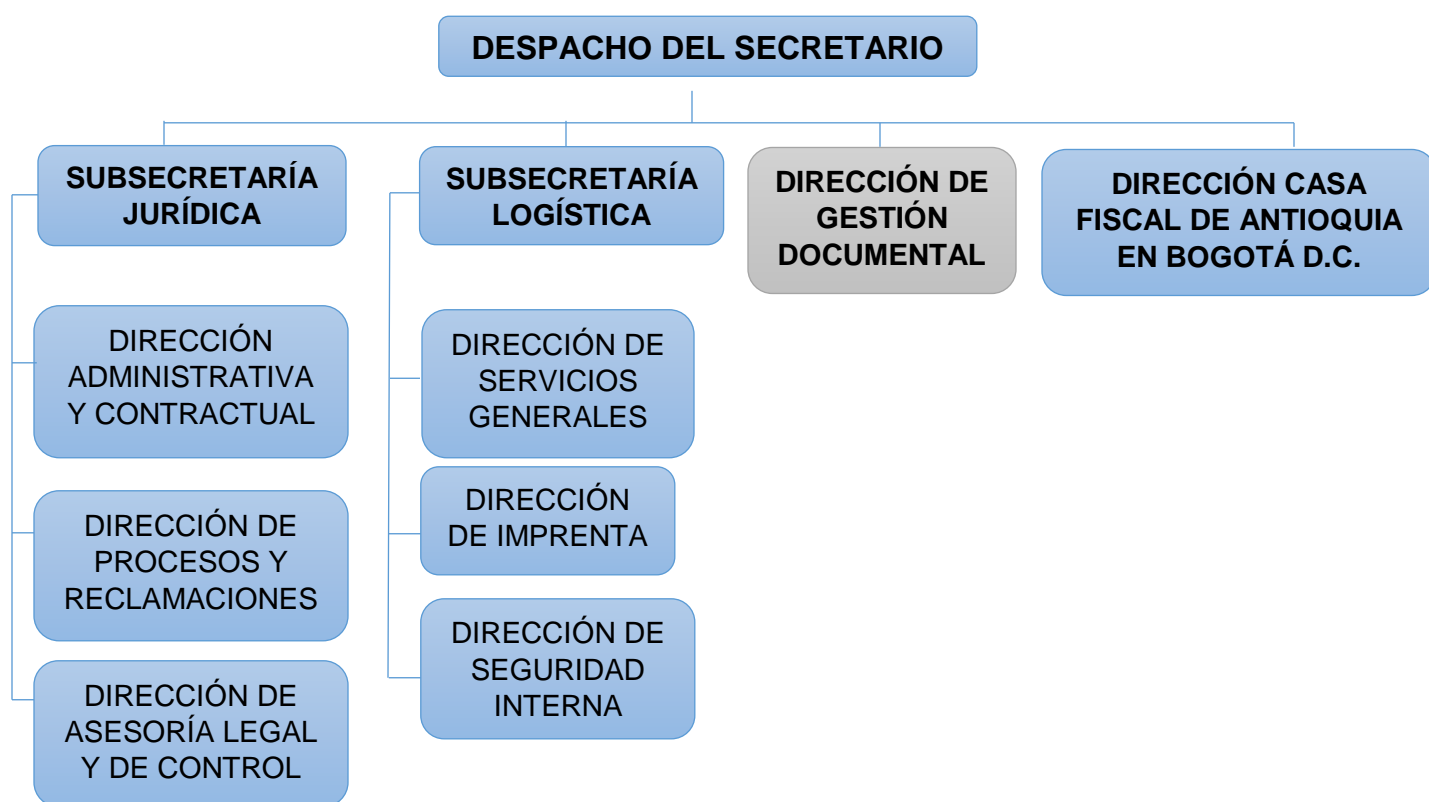 DESPACHO DEL SECRETARIO
SUBSECRETARÍA
JURÍDICA
SUBSECRETARÍA
LOGÍSTICA
DIRECCIÓN DE
GESTIÓN
DOCUMENTAL
DIRECCIÓN CASA
FISCAL DE ANTIOQUIA
EN BOGOTÁ D.C.
DIRECCIÓN
ADMINISTRATIVA
Y CONTRACTUAL
DIRECCIÓN DE
PROCESOS Y
RECLAMACIONES
DIRECCIÓN DE
ASESORÍA LEGAL
Y DE CONTROL
DIRECCIÓN DE
SERVICIOS
GENERALES
DIRECCIÓN
DE IMPRENTA
DIRECCIÓN DE
SEGURIDAD
INTERNA